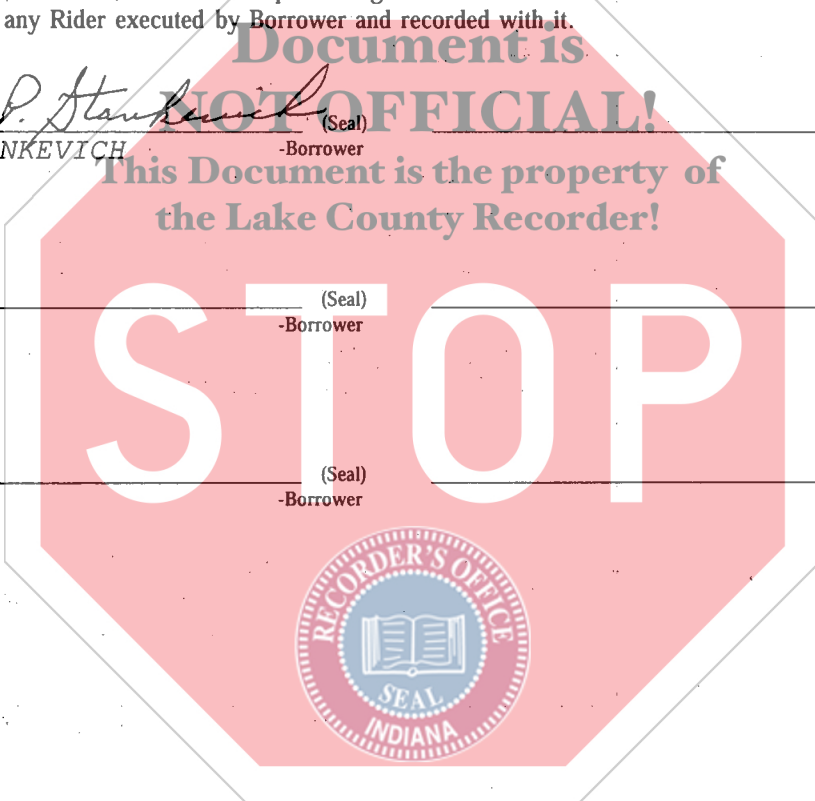 any Rider executed by Borrower and recorded with it.
Document is
NOT OFFICIAL!
P. Stankevich
(Seal)
NKEVICH
-Borrower
This Document is the property of
the Lake County Recorder!
(Seal)
-Borrower
STOP
(Seal)
-Borrower
RECORDER'S OFFICE
SEAL
INDIANA